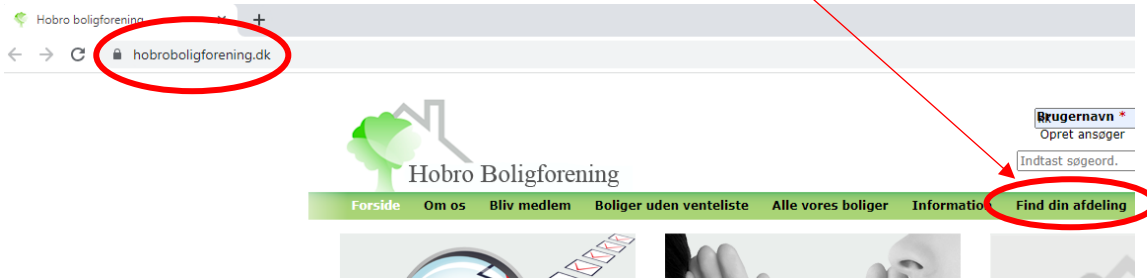 Hobro boligforening
hobroboligforening.dk
Brugernavn *
Opret ansøger
Indtast søgeord.
Hobro Boligforening
Forside Om os Bliv medlem Boliger uden venteliste Alle vores boliger Information Find din afdeling